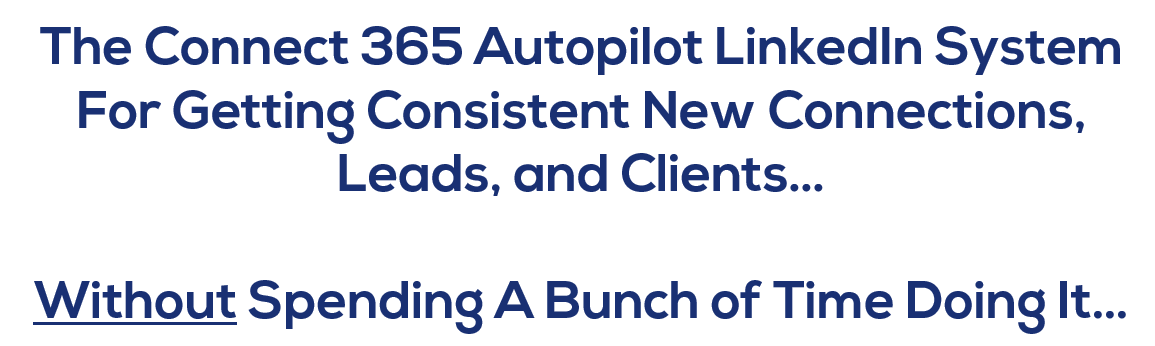 The Connect 365 Autopilot LinkedIn System
For Getting Consistent New Connections,
Leads, and Clients...
Without Spending A Bunch of Time Doing It...